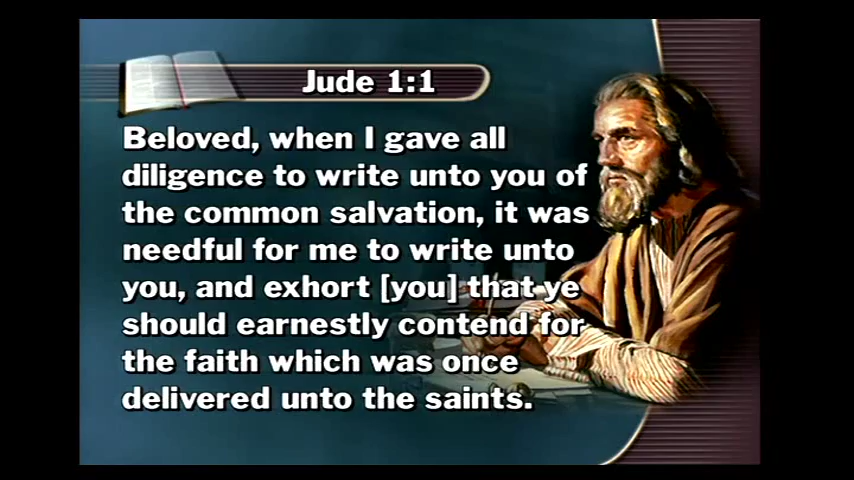 Jude 1:1
Beloved, when I gave all
diligence to write unto you of
the common salvation, it was
needful for me to write unto
you, and exhort [you] that ye
should earnestly contend for
the faith which was once
delivered unto the saints.